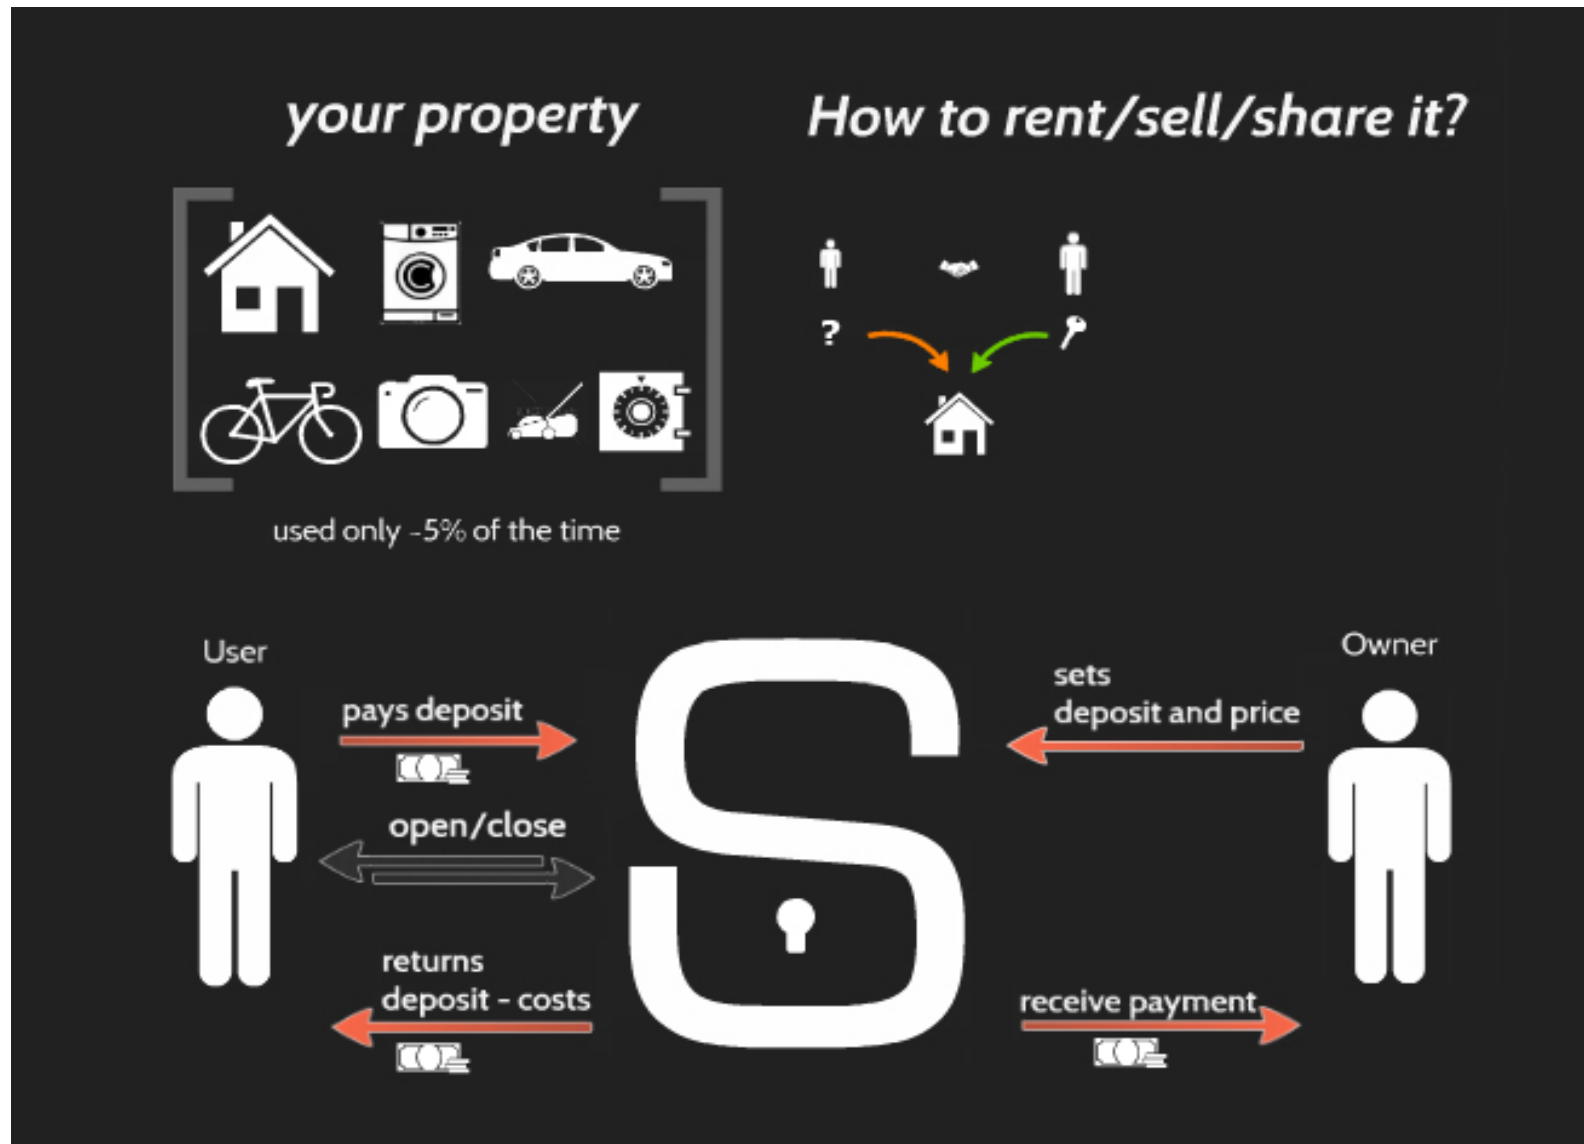 your property
How to rent/sell/share it?
?
used only ~5% of the time
User
Owner
pays deposit
sets
deposit and price
open/close
S
returns
deposit - costs
receive payment